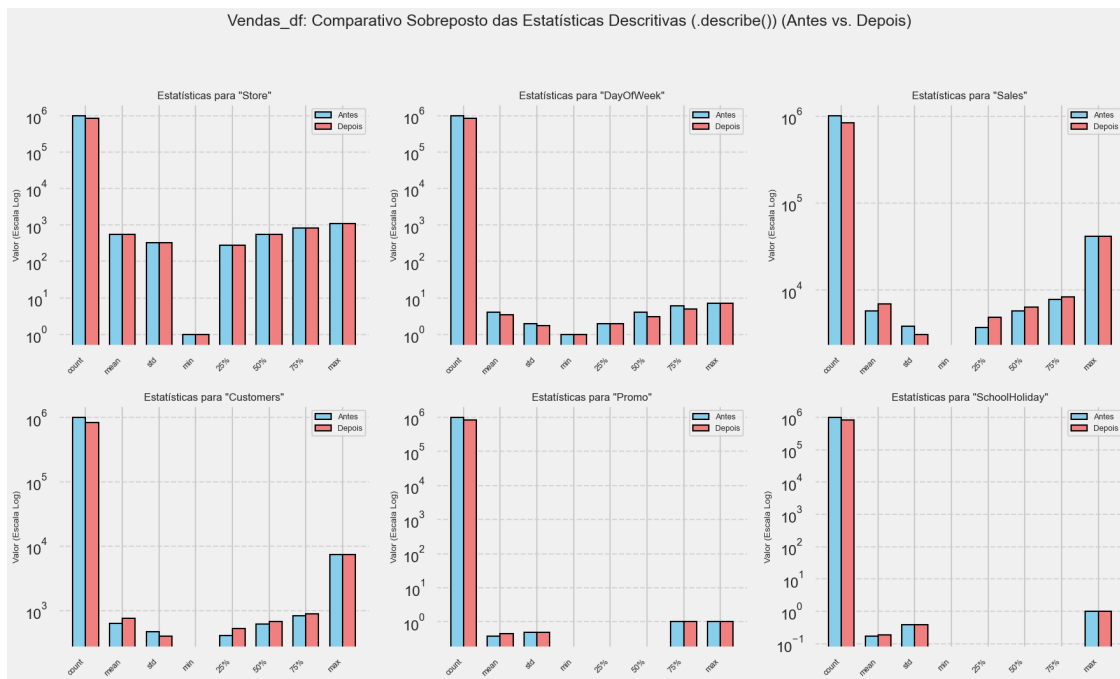 Vendas_df: Comparativo Sobreposto das Estatísticas Descritivas (.describe()) (Antes vs. Depois)
Estatísticas para "Store"
Antes
Depois
Valor (Escala Log)
10^6
10^5
10^4
10^3
10^2
10^1
10^0
count mean std min 25% 50% 75% max
Estatísticas para "DayOfWeek"
Antes
Depois
Valor (Escala Log)
10^6
10^5
10^4
10^3
10^2
10^1
10^0
count mean std min 25% 50% 75% max
Estatísticas para "Sales"
Antes
Depois
Valor (Escala Log)
10^6
10^5
10^4
count mean std min 25% 50% 75% max
Estatísticas para "Customers"
Antes
Depois
Valor (Escala Log)
10^6
10^5
10^4
10^3
count mean std min 25% 50% 75% max
Estatísticas para "Promo"
Antes
Depois
Valor (Escala Log)
10^6
10^5
10^4
10^3
10^2
10^1
10^0
count mean std min 25% 50% 75% max
Estatísticas para "SchoolHoliday"
Antes
Depois
Valor (Escala Log)
10^6
10^5
10^4
10^3
10^2
10^1
10^0
10^−1
count mean std min 25% 50% 75% max